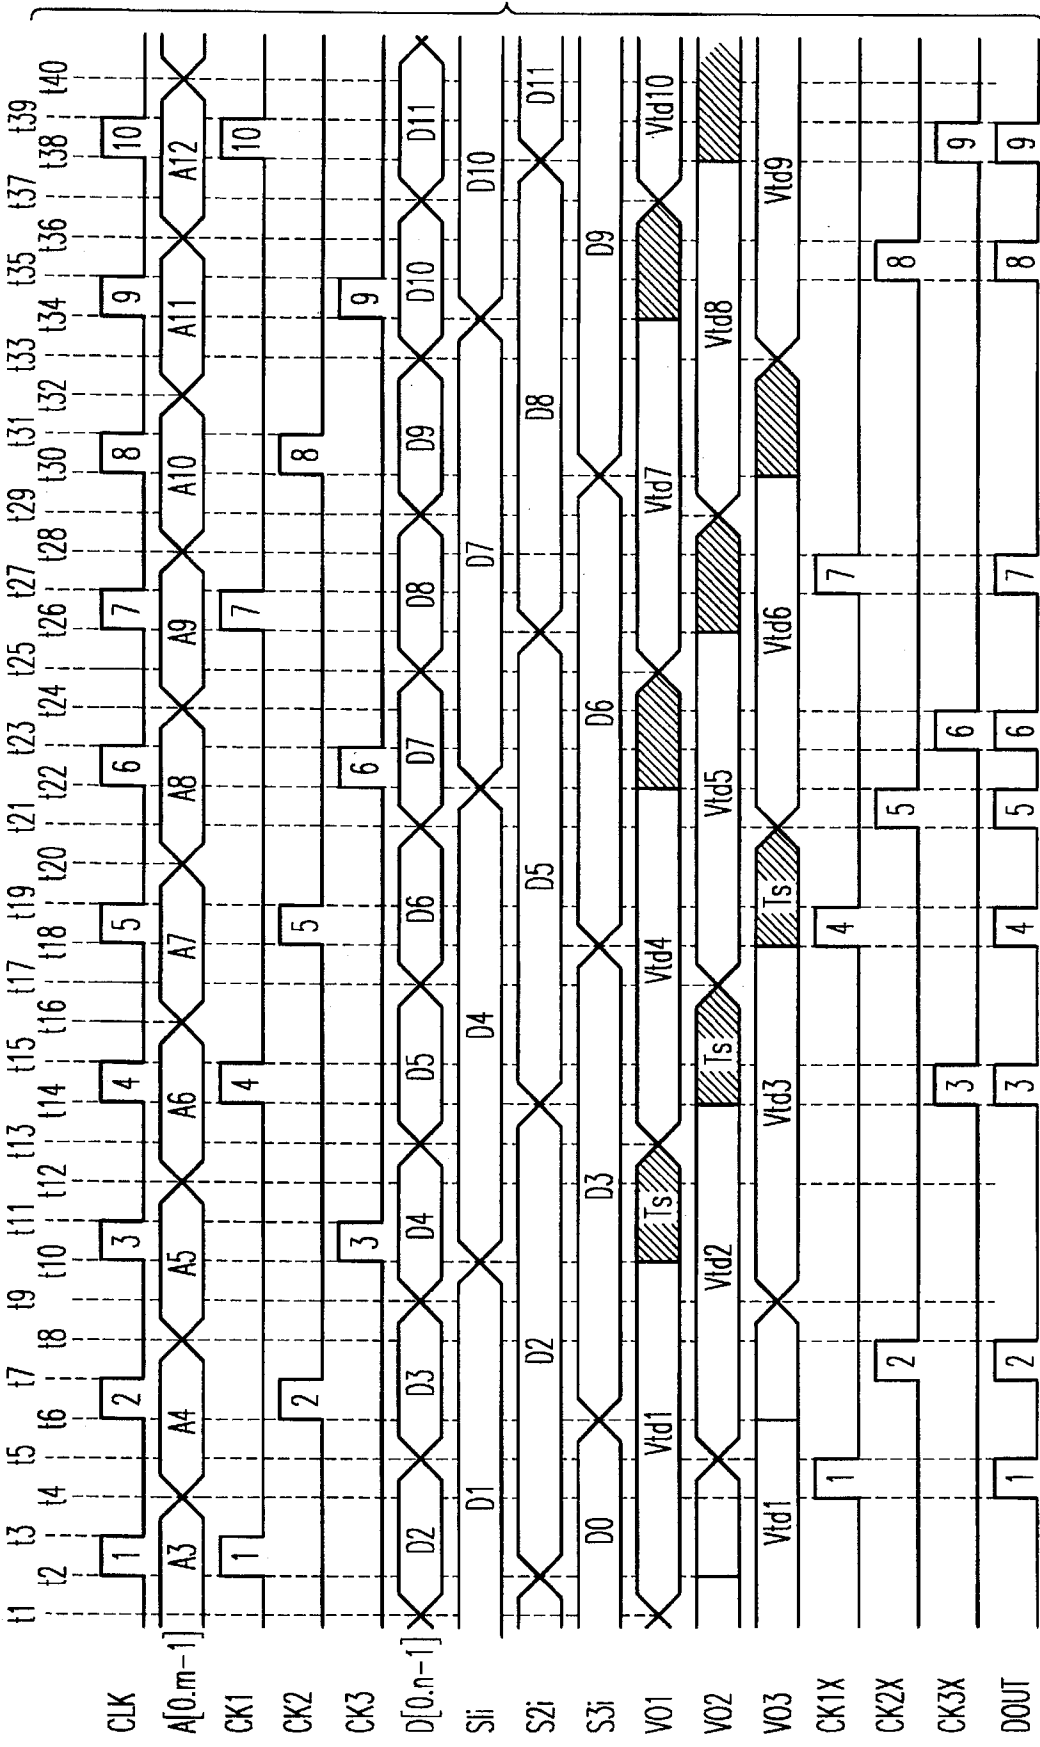 t1 t2 t3 t4 t5 t6 t7 t8 t9 t10 t11 t12 t13 t14 t15 t16 t17 t18 t19 t20 t21 t22 t23 t24 t25 t26 t27 t28 t29 t30 t31 t32 t33 t34 t35 t36 t37 t38 t39 t40
CLK 1 2 3 4 5 6 7 8 9 10
A[0.m-1] A3 A4 A5 A6 A7 A8 A9 A10 A11 A12
CK1 1 4 7 10
CK2 2 5 8
CK3 3 6 9
D[0.n-1] D2 D3 D4 D5 D6 D7 D8 D9 D10 D11
S1i D1 D4 D7 D10
S2i D2 D5 D8 D11
S3i D0 D3 D6 D9
VO1 Vtd1 Ts Vtd4 Vtd7 Vtd10
VO2 Vtd2 Ts Vtd5 Vtd8
VO3 Vtd1 Vtd3 Ts Vtd6 Vtd9
CK1X 1 4 7
CK2X 2 5 8
CK3X 3 6 9
DOUT 1 2 3 4 5 6 7 8 9